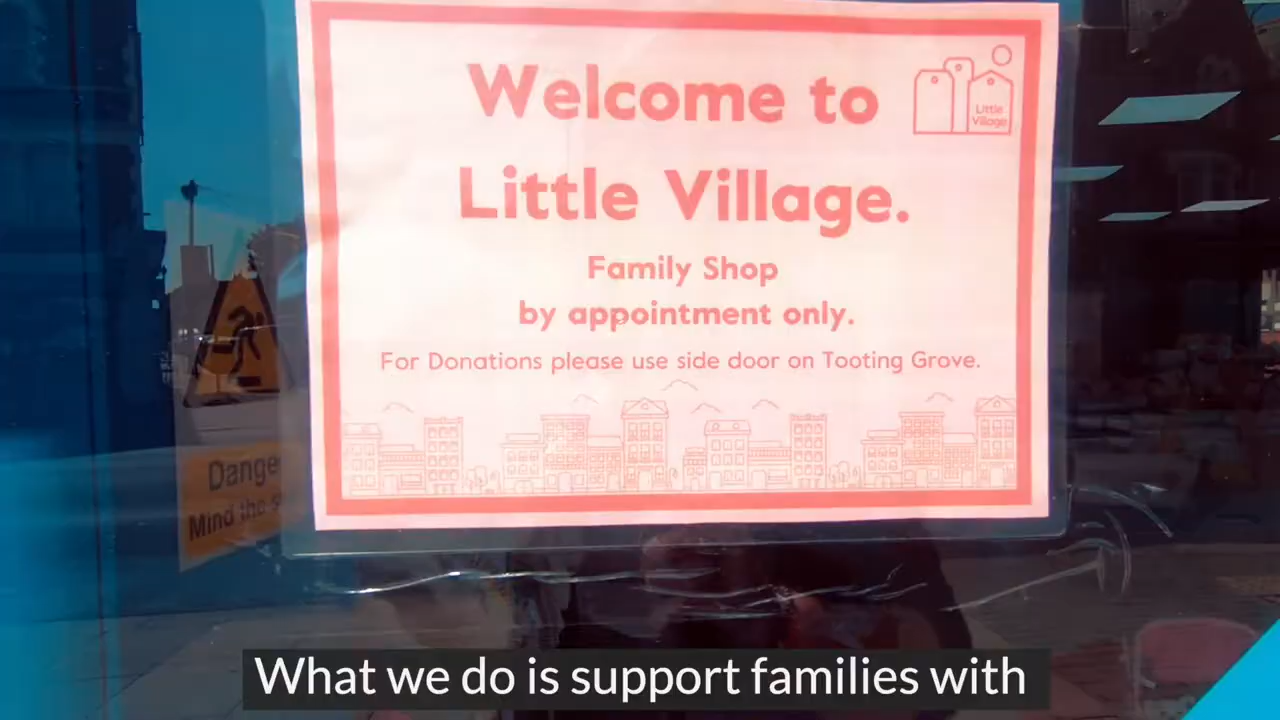 Welcome to
Little
Village
Little Village.
Family Shop
by appointment only.
For Donations please use side door on Tooting Grove.
Mind the
What we do is support families with